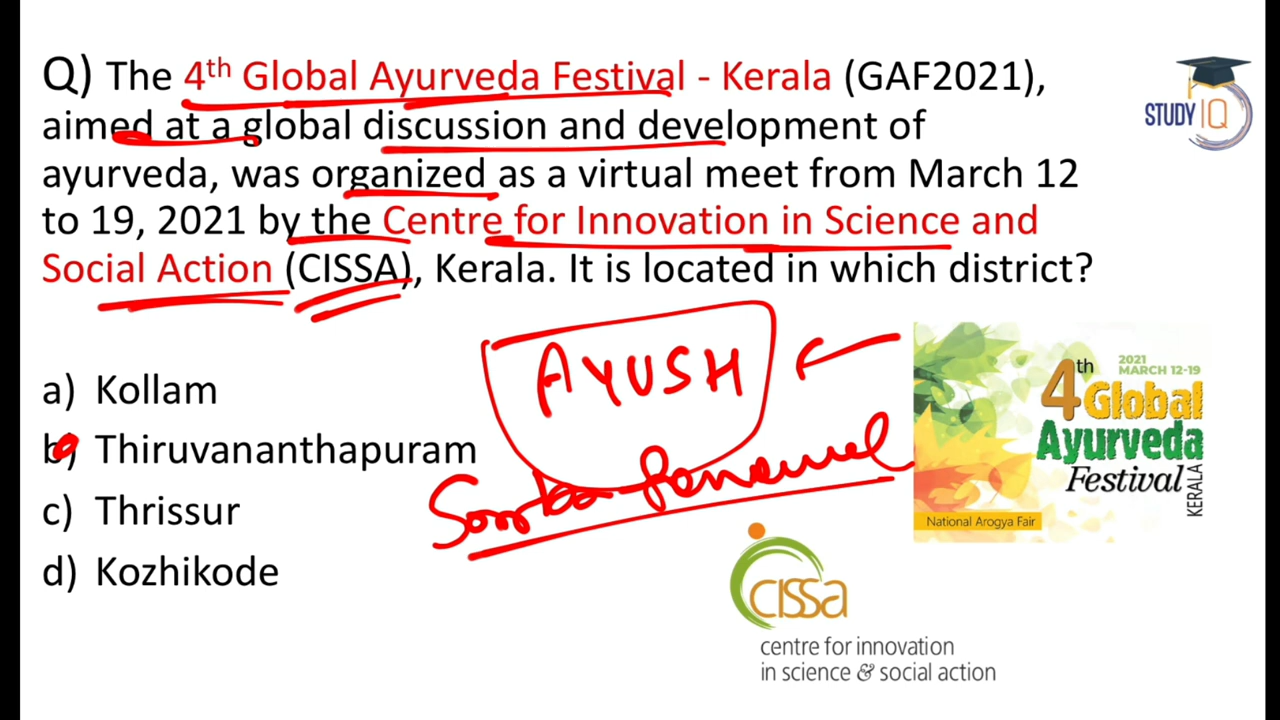 Q) The 4th Global Ayurveda Festival - Kerala (GAF2021),
aimed at a global discussion and development of
ayurveda, was organized as a virtual meet from March 12
to 19, 2021 by the Centre for Innovation in Science and
Social Action (CISSA), Kerala. It is located in which district?
STUDY IQ
a) Kollam
b) Thiruvananthapuram
c) Thrissur
d) Kozhikode
AYUSH
2021
MARCH 12-19
4th Global
Ayurveda
Festival
KERALA
National Arogya Fair
cissa
centre for innovation
in science & social action